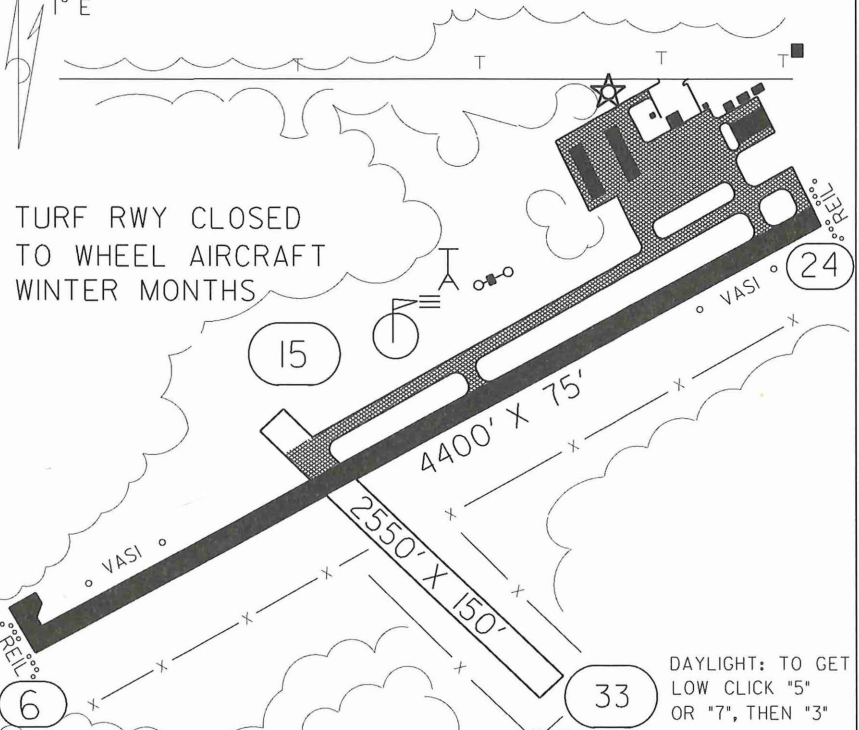 1° E
T
T
T
T
REIL
TURF RWY CLOSED
TO WHEEL AIRCRAFT
WINTER MONTHS
24
VASI
15
4400' X 75'
2550' X 150'
VASI
REIL
6
33
DAYLIGHT: TO GET
LOW CLICK "5"
OR "7", THEN "3"